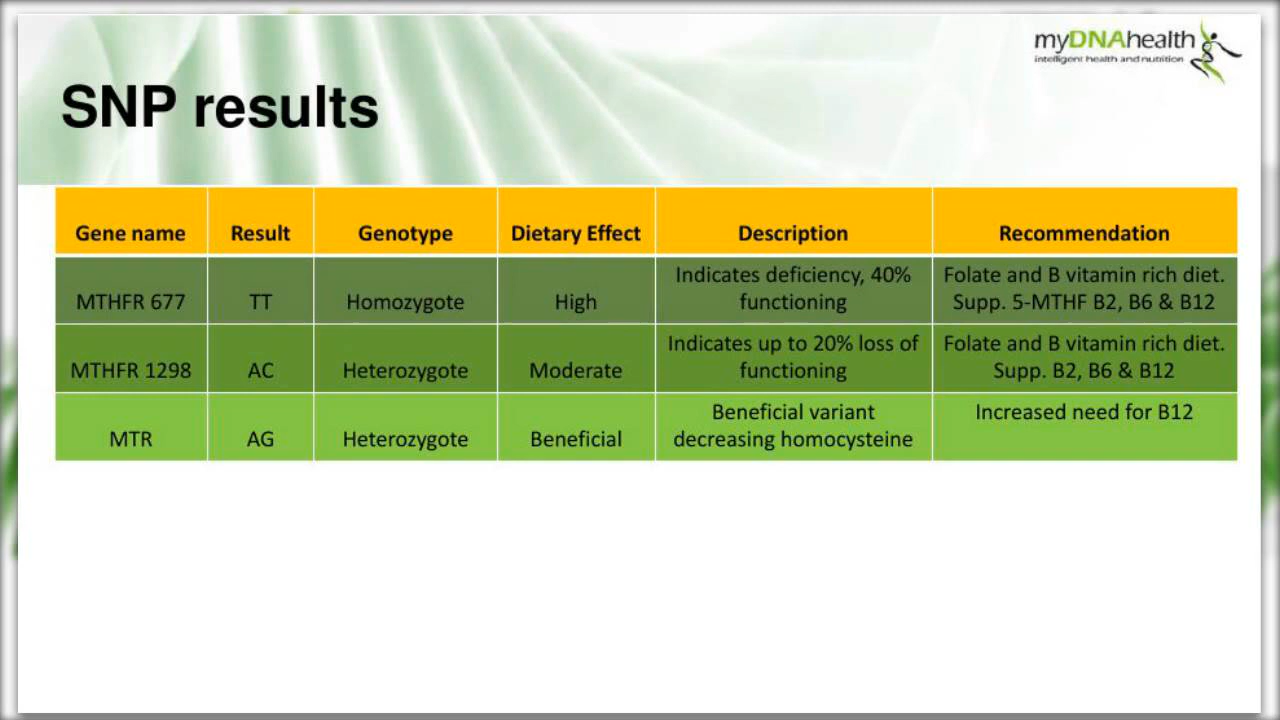 myDNAhealth
intelligent health and nutrition
SNP results
Gene name Result Genotype Dietary Effect Description Recommendation
MTHFR 677 TT Homozygote High Indicates deficiency, 40% functioning Folate and B vitamin rich diet. Supp. 5-MTHF B2, B6 & B12
MTHFR 1298 AC Heterozygote Moderate Indicates up to 20% loss of functioning Folate and B vitamin rich diet. Supp. B2, B6 & B12
MTR AG Heterozygote Beneficial Beneficial variant decreasing homocysteine Increased need for B12